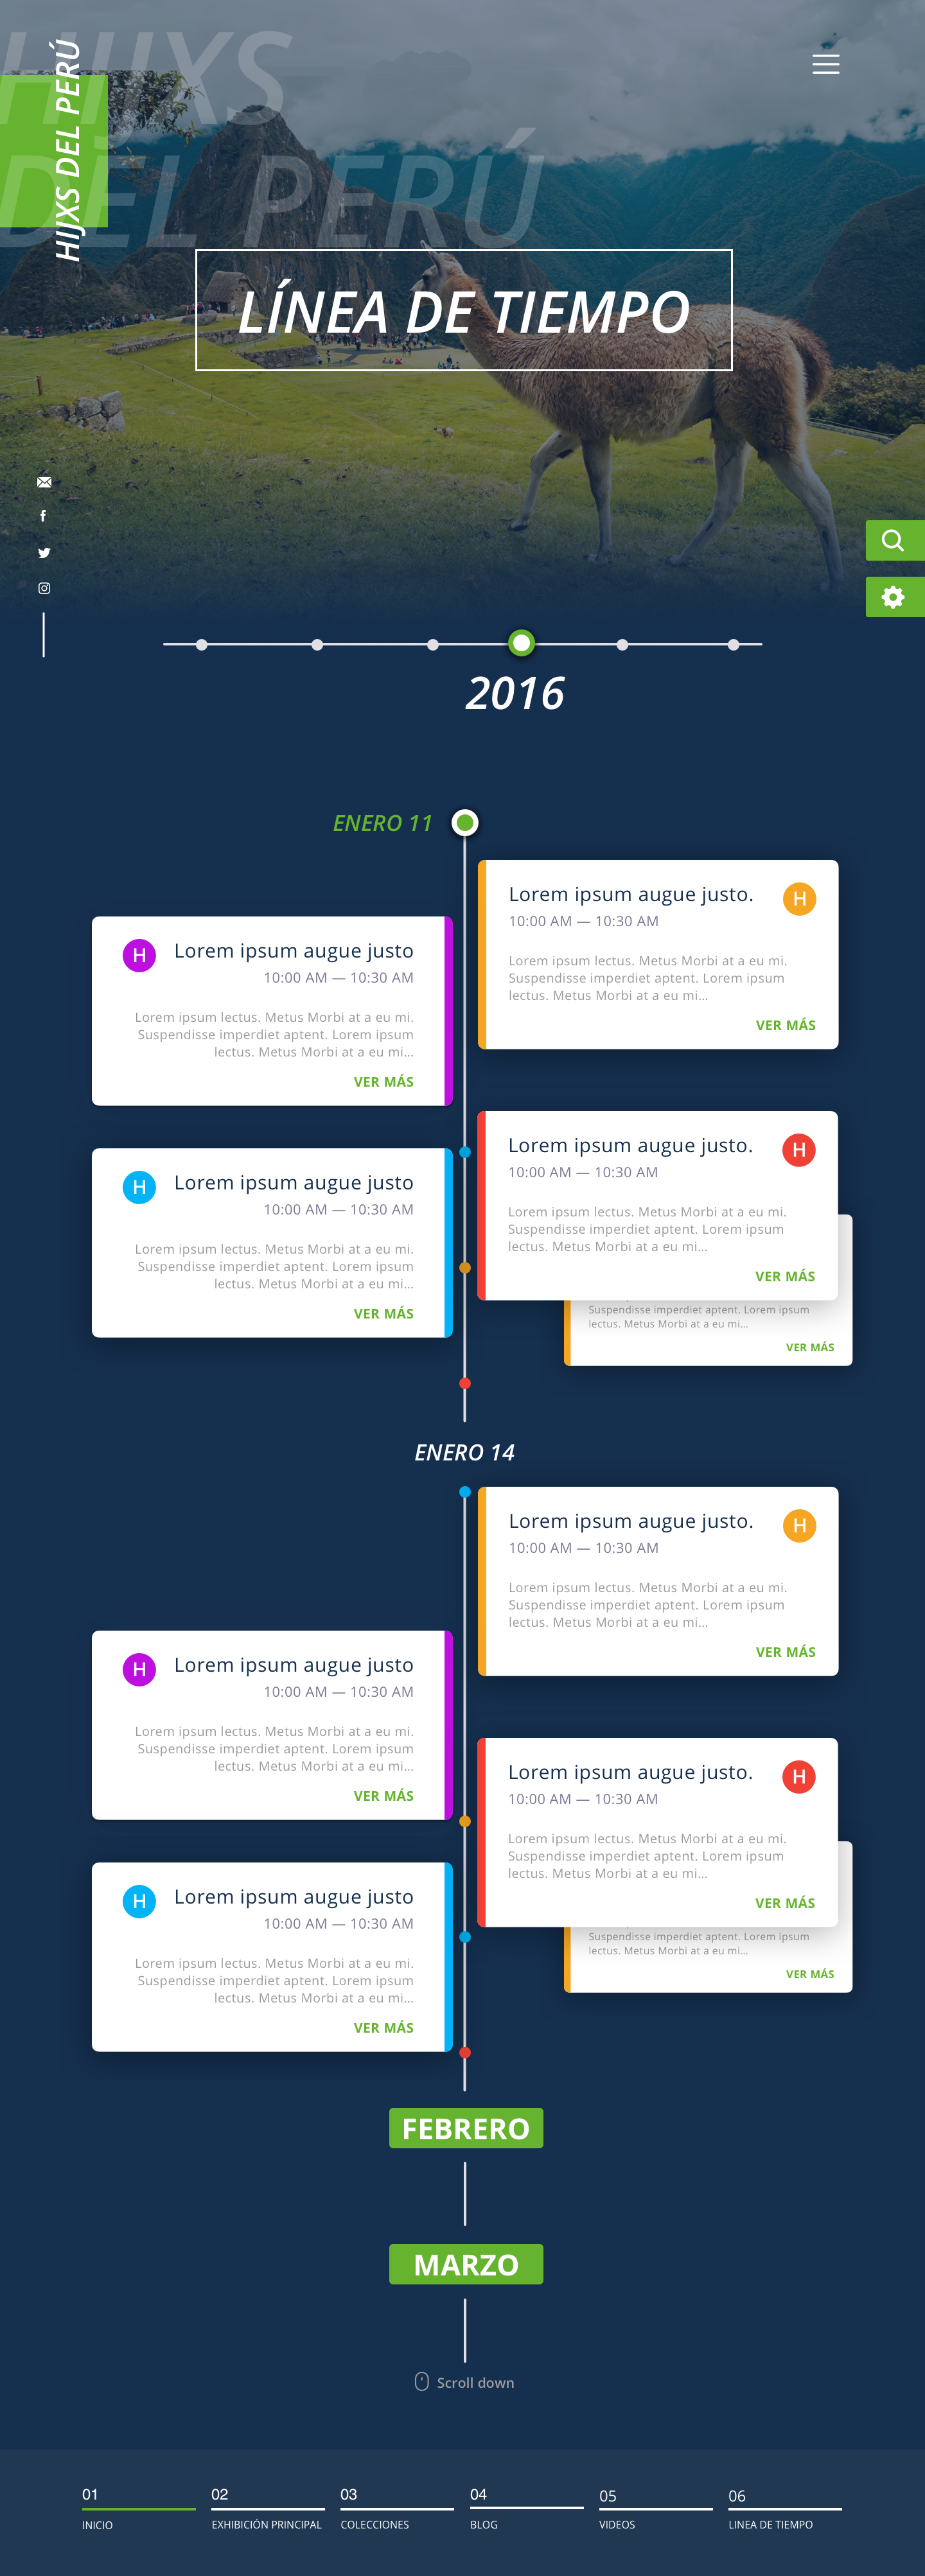 HIJXS
DEL PERÚ
HIJXS DEL PERÚ
LÍNEA DE TIEMPO
2016
ENERO 11
Lorem ipsum augue justo.
H
10:00 AM — 10:30 AM
Lorem ipsum lectus. Metus Morbi at a eu mi.
Suspendisse imperdiet aptent. Lorem ipsum
lectus. Metus Morbi at a eu mi...
VER MÁS
H
Lorem ipsum augue justo
10:00 AM — 10:30 AM
Lorem ipsum lectus. Metus Morbi at a eu mi.
Suspendisse imperdiet aptent. Lorem ipsum
lectus. Metus Morbi at a eu mi...
VER MÁS
Lorem ipsum augue justo.
H
10:00 AM — 10:30 AM
Lorem ipsum lectus. Metus Morbi at a eu mi.
Suspendisse imperdiet aptent. Lorem ipsum
lectus. Metus Morbi at a eu mi...
VER MÁS
Suspendisse imperdiet aptent. Lorem ipsum
lectus. Metus Morbi at a eu mi...
VER MÁS
H
Lorem ipsum augue justo
10:00 AM — 10:30 AM
Lorem ipsum lectus. Metus Morbi at a eu mi.
Suspendisse imperdiet aptent. Lorem ipsum
lectus. Metus Morbi at a eu mi...
VER MÁS
ENERO 14
Lorem ipsum augue justo.
H
10:00 AM — 10:30 AM
Lorem ipsum lectus. Metus Morbi at a eu mi.
Suspendisse imperdiet aptent. Lorem ipsum
lectus. Metus Morbi at a eu mi...
VER MÁS
H
Lorem ipsum augue justo
10:00 AM — 10:30 AM
Lorem ipsum lectus. Metus Morbi at a eu mi.
Suspendisse imperdiet aptent. Lorem ipsum
lectus. Metus Morbi at a eu mi...
VER MÁS
Lorem ipsum augue justo.
H
10:00 AM — 10:30 AM
Lorem ipsum lectus. Metus Morbi at a eu mi.
Suspendisse imperdiet aptent. Lorem ipsum
lectus. Metus Morbi at a eu mi...
VER MÁS
Suspendisse imperdiet aptent. Lorem ipsum
lectus. Metus Morbi at a eu mi...
VER MÁS
H
Lorem ipsum augue justo
10:00 AM — 10:30 AM
Lorem ipsum lectus. Metus Morbi at a eu mi.
Suspendisse imperdiet aptent. Lorem ipsum
lectus. Metus Morbi at a eu mi...
VER MÁS
FEBRERO
MARZO
Scroll down
01
INICIO
02
EXHIBICIÓN PRINCIPAL
03
COLECCIONES
04
BLOG
05
VIDEOS
06
LINEA DE TIEMPO